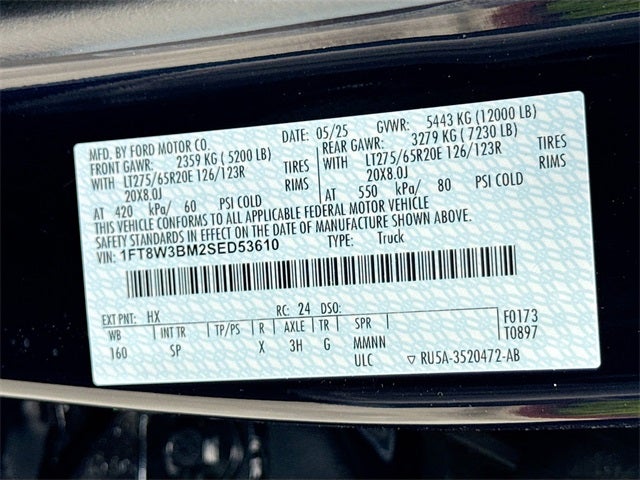 MFD. BY FORD MOTOR CO. DATE: 05/25 GVWR: 5443 KG (12000 LB)
FRONT GAWR: 2359 KG ( 5200 LB) REAR GAWR: 3279 KG ( 7230 LB)
WITH LT275/65R20E 126/123R TIRES WITH LT275/65R20E 126/123R TIRES
20X8.0J RIMS 20X8.0J RIMS
AT 420 kPa/ 60 PSI COLD AT 550 kPa/ 80 PSI COLD
THIS VEHICLE CONFORMS TO ALL APPLICABLE FEDERAL MOTOR VEHICLE
SAFETY STANDARDS IN EFFECT ON THE DATE OF MANUFACTURE SHOWN ABOVE.
VIN: 1FT8W3BM2SED53610 TYPE: Truck
EXT PNT: HX RC: 24 DSO: F0173
WB INT TR TP/PS R AXLE TR SPR T0897
160 SP X 3H G MMNN
ULC ▽ RU5A-3520472-AB